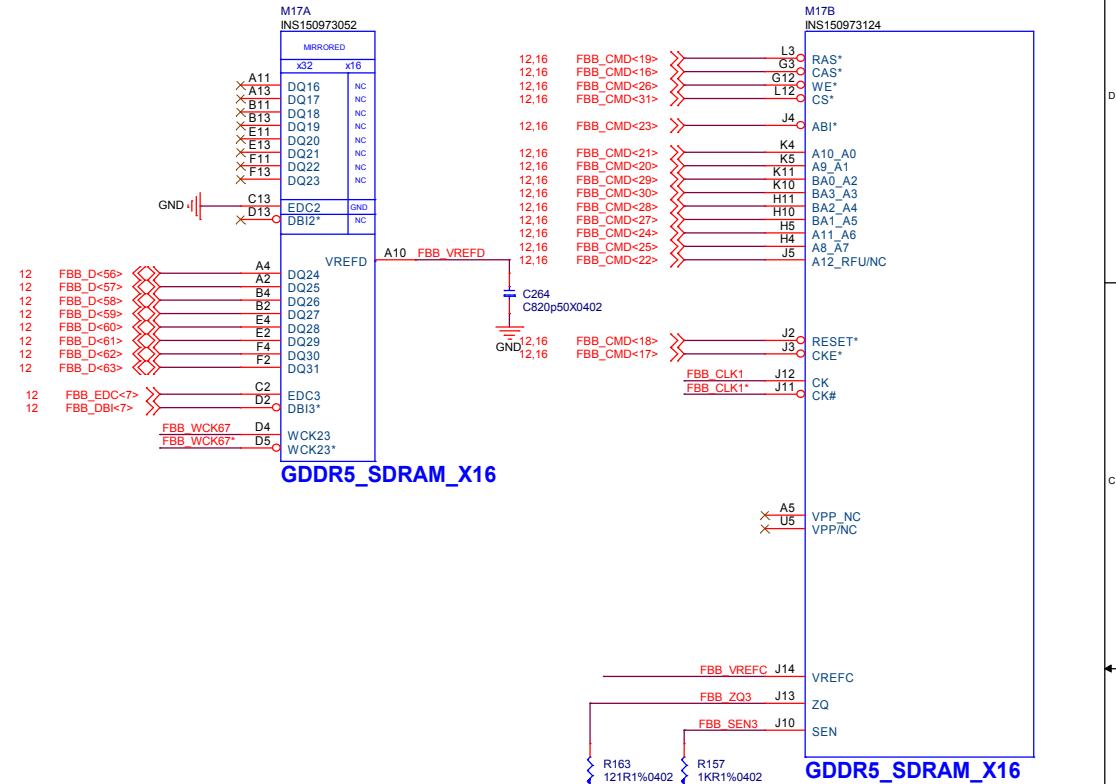 M17A
INS150973052
MIRRORED
x32 x16
A11 DQ16 NC
A13 DQ17 NC
B11 DQ18 NC
B13 DQ19 NC
E11 DQ20 NC
E13 DQ21 NC
F11 DQ22 NC
F13 DQ23 NC
GND C13 EDC2 GND
D13 DBI2* NC
VREFD A10 FBB_VREFD
12 FBB_D<56> A4 DQ24
12 FBB_D<57> A2 DQ25
12 FBB_D<58> B4 DQ26
12 FBB_D<59> B2 DQ27
12 FBB_D<60> E4 DQ28
12 FBB_D<61> E2 DQ29
12 FBB_D<62> F4 DQ30
12 FBB_D<63> F2 DQ31
12 FBB_EDC<7> C2 EDC3
12 FBB_DBI<7> D2 DBI3*
FBB_WCK67 D4 WCK23
FBB_WCK67* D5 WCK23*
GDDR5_SDRAM_X16
C264
C820p50X0402
GND
M17B
INS150973124
12,16 FBB_CMD<19> L3 RAS*
12,16 FBB_CMD<16> G3 CAS*
12,16 FBB_CMD<26> G12 WE*
12,16 FBB_CMD<31> L12 CS*
12,16 FBB_CMD<23> J4 ABI*
12,16 FBB_CMD<21> K4 A10_A0
12,16 FBB_CMD<20> K5 A9_A1
12,16 FBB_CMD<29> K11 BA0_A2
12,16 FBB_CMD<30> K10 BA3_A3
12,16 FBB_CMD<28> H11 BA2_A4
12,16 FBB_CMD<27> H10 BA1_A5
12,16 FBB_CMD<24> H5 A11_A6
12,16 FBB_CMD<25> H4 A8_A7
12,16 FBB_CMD<22> J5 A12_RFU/NC
12,16 FBB_CMD<18> J2 RESET*
12,16 FBB_CMD<17> J3 CKE*
FBB_CLK1 J12 CK
FBB_CLK1* J11 CK#
A5 VPP_NC
U5 VPP/NC
FBB_VREFC J14 VREFC
FBB_ZQ3 J13 ZQ
FBB_SEN3 J10 SEN
R163
121R1%0402
R157
1KR1%0402
GDDR5_SDRAM_X16
D
C